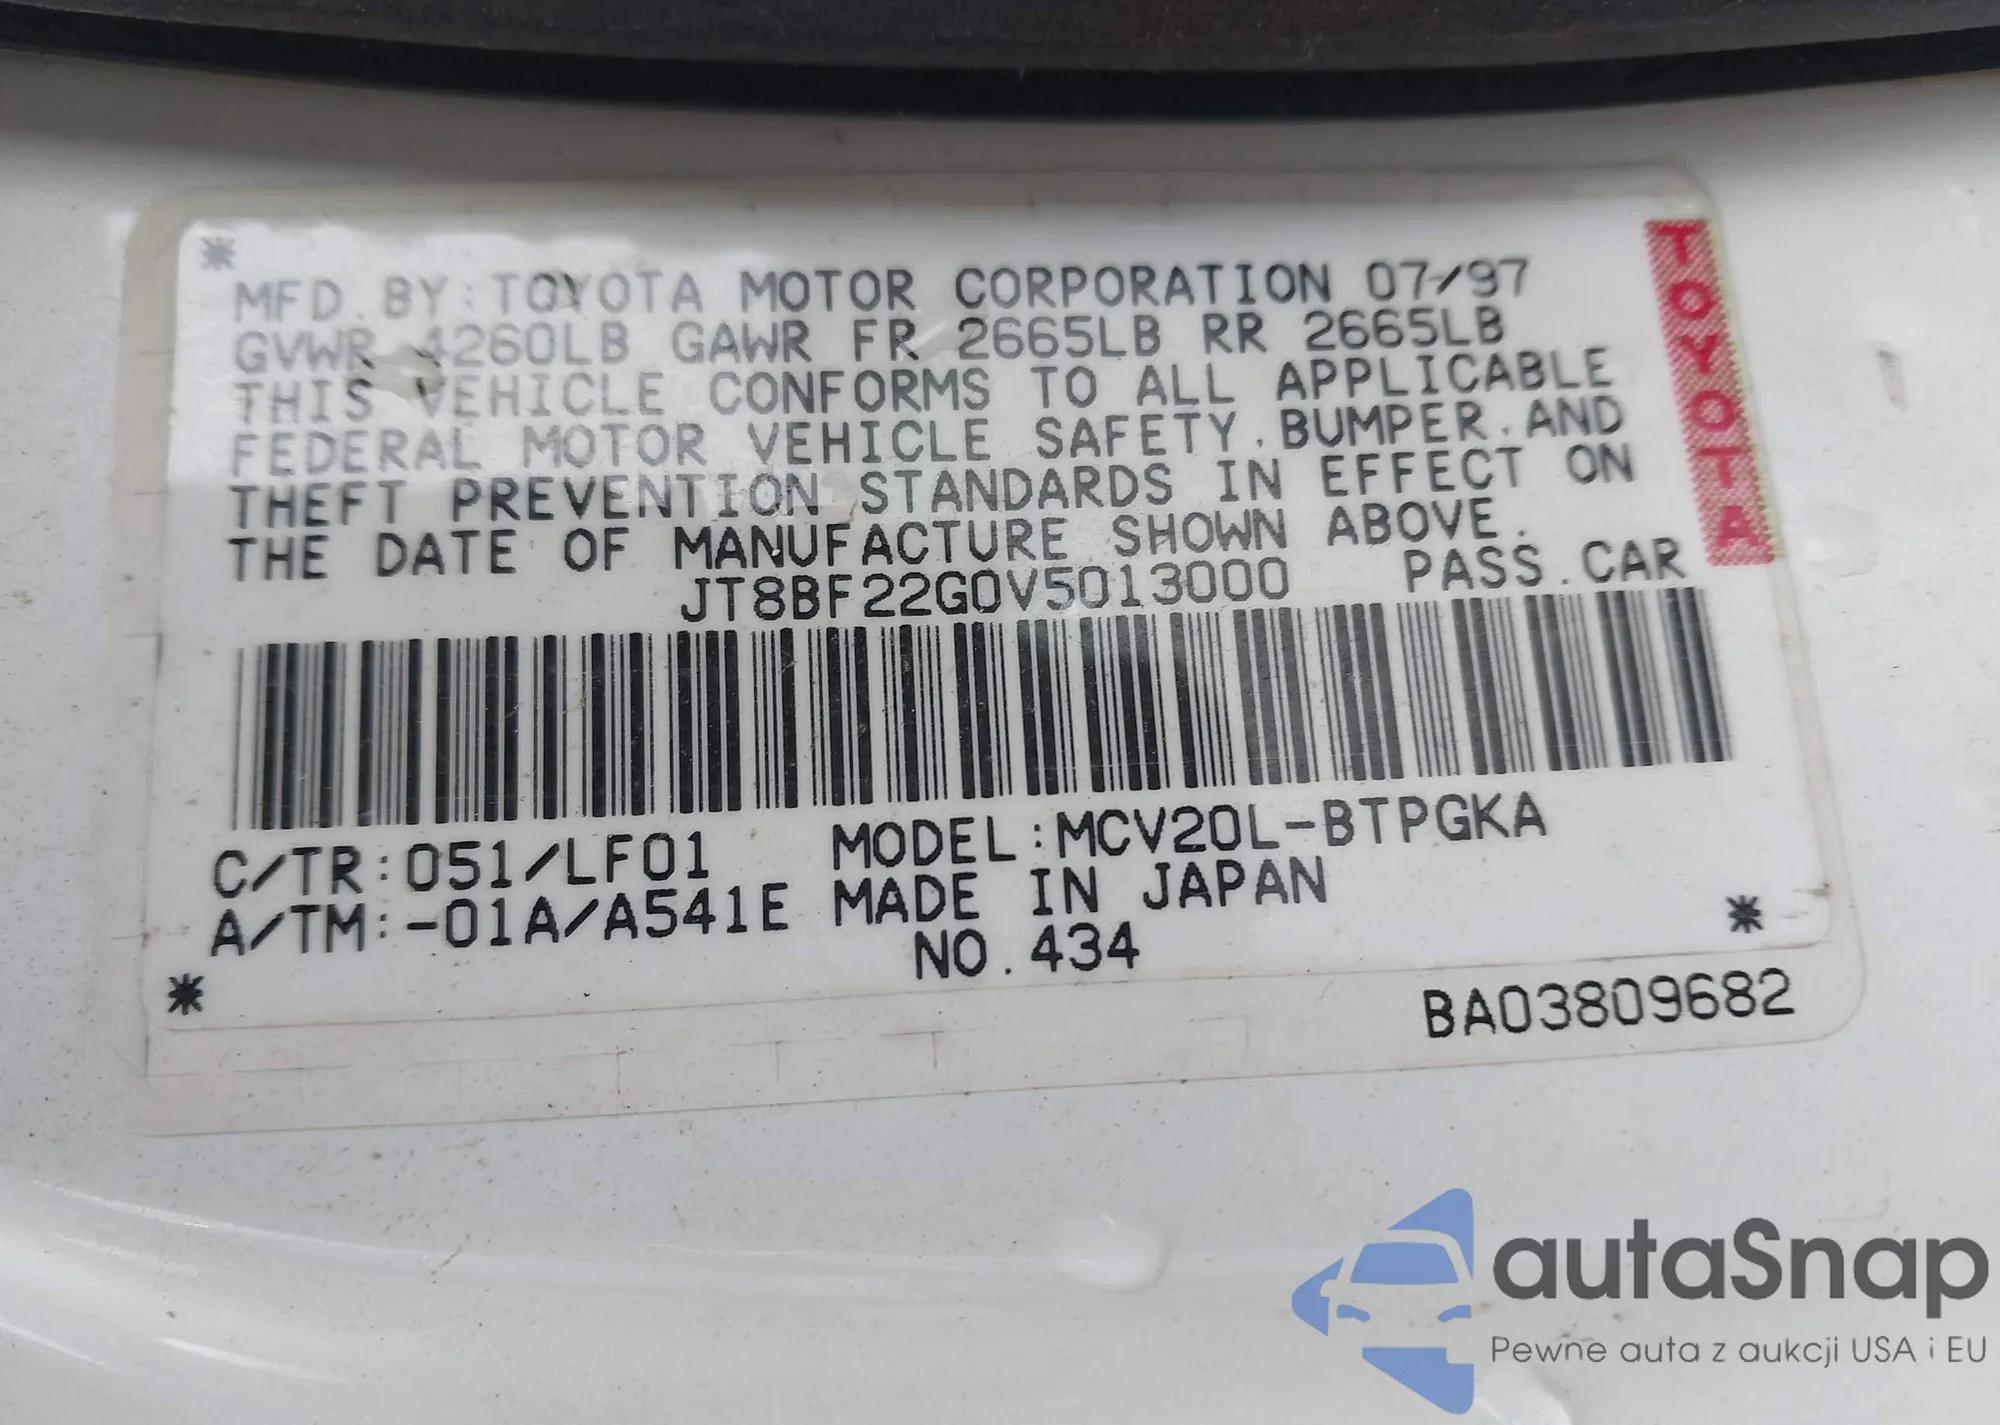 * MFD. BY: TOYOTA MOTOR CORPORATION 07/97
GVWR 4260LB GAWR FR 2665LB RR 2665LB
THIS VEHICLE CONFORMS TO ALL APPLICABLE
FEDERAL MOTOR VEHICLE SAFETY, BUMPER, AND
THEFT PREVENTION STANDARDS IN EFFECT ON
THE DATE OF MANUFACTURE SHOWN ABOVE.
JT8BF22G0V5013000 PASS. CAR
TOYOTA
C/TR: 051/LF01 MODEL: MCV20L-BTPGKA
A/TM: -01A/A541E MADE IN JAPAN
* NO. 434 *
BA03809682
autaSnap
Pewne auta z aukcji USA i EU